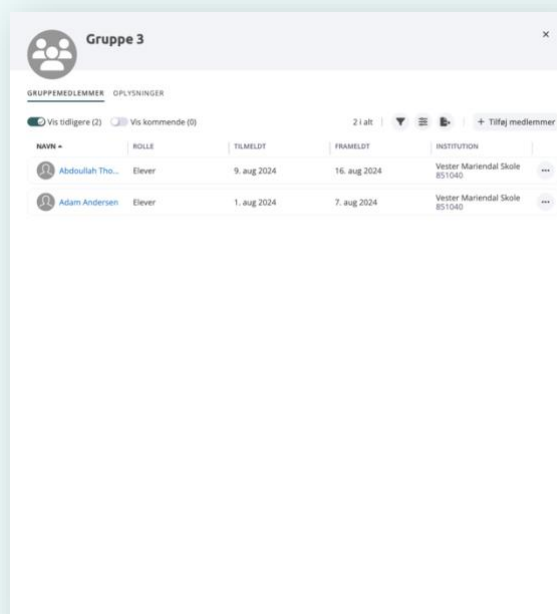 Gruppe 3
×
GRUPPEMEDLEMMER OPLYSNINGER
Vis tidligere (2) Vis kommende (0) 2 i alt + Tilføj medlemmer
NAVN ROLLE TILMELDT FRAMELDT INSTITUTION
Abdoullah Tho... Elever 9. aug 2024 16. aug 2024 Vester Mariendal Skole
851040
Adam Andersen Elever 1. aug 2024 7. aug 2024 Vester Mariendal Skole
851040